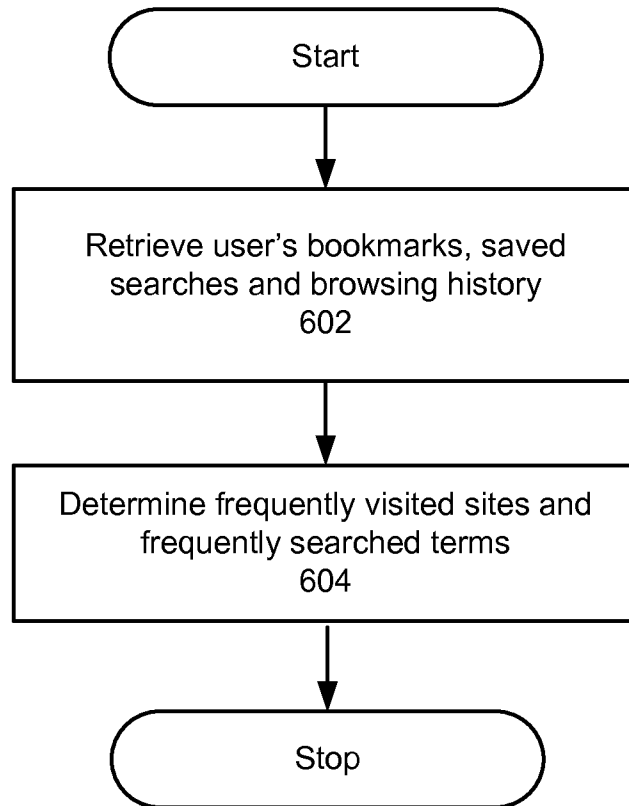 Start
Retrieve user’s bookmarks, saved
searches and browsing history
602
Determine frequently visited sites and
frequently searched terms
604
Stop